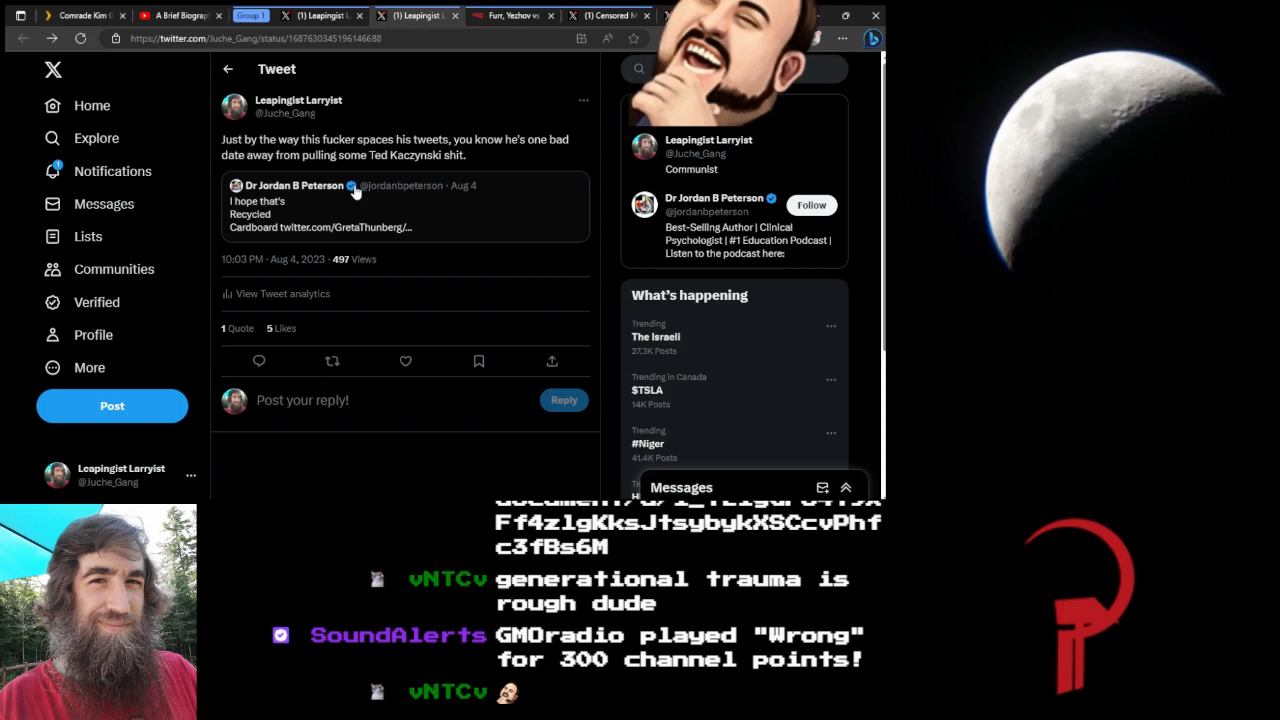 Comrade Kim G
A Brief Biograp
Group 1
(1) Leapingist L
(1) Leapingist L
Furr, Yezhov vs
(1) Censored M
https://twitter.com/Juche_Gang/status/1687630345196146688
Home
Explore
Notifications
Messages
Lists
Communities
Verified
Profile
More
Post
Leapingist Larryist
@Juche_Gang
Tweet
Leapingist Larryist
@Juche_Gang
Just by the way this fucker spaces his tweets, you know he's one bad
date away from pulling some Ted Kaczynski shit.
Dr Jordan B Peterson @jordanbpeterson · Aug 4
I hope that's
Recycled
Cardboard twitter.com/GretaThunberg/...
10:03 PM · Aug 4, 2023 · 497 Views
View Tweet analytics
1 Quote 5 Likes
Post your reply!
Reply
Leapingist Larryist
@Juche_Gang
Communist
Dr Jordan B Peterson
@jordanbpeterson
Follow
Best-Selling Author | Clinical
Psychologist | #1 Education Podcast |
Listen to the podcast here:
What's happening
Trending
The Israeli
27.3K Posts
Trending in Canada
$TSLA
14K Posts
Trending
#Niger
41.4K Posts
Messages
Ff4zlgKksJtsybykXSCcvPhf
c3fBs6M
vNTCv generational trauma is
rough dude
SoundAlerts GMOradio played "Wrong"
for 300 channel points!
vNTCv